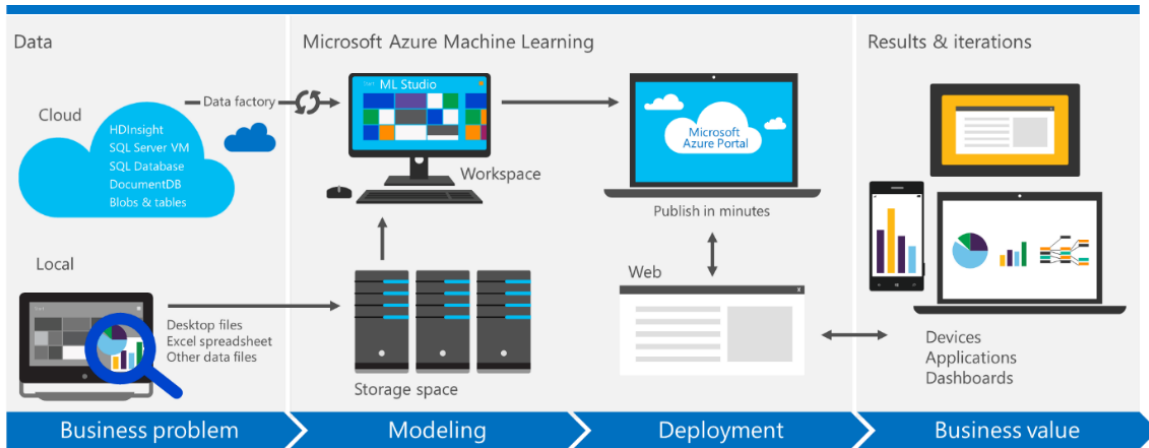 Data
Microsoft Azure Machine Learning
Results & iterations
Cloud
HDInsight
SQL Server VM
SQL Database
DocumentDB
Blobs & tables
Data factory
Start ML Studio
Workspace
Microsoft
Azure Portal
Publish in minutes
Local
Start
Desktop files
Excel spreadsheet
Other data files
Storage space
Web
x
Devices
Applications
Dashboards
Business problem
Modeling
Deployment
Business value